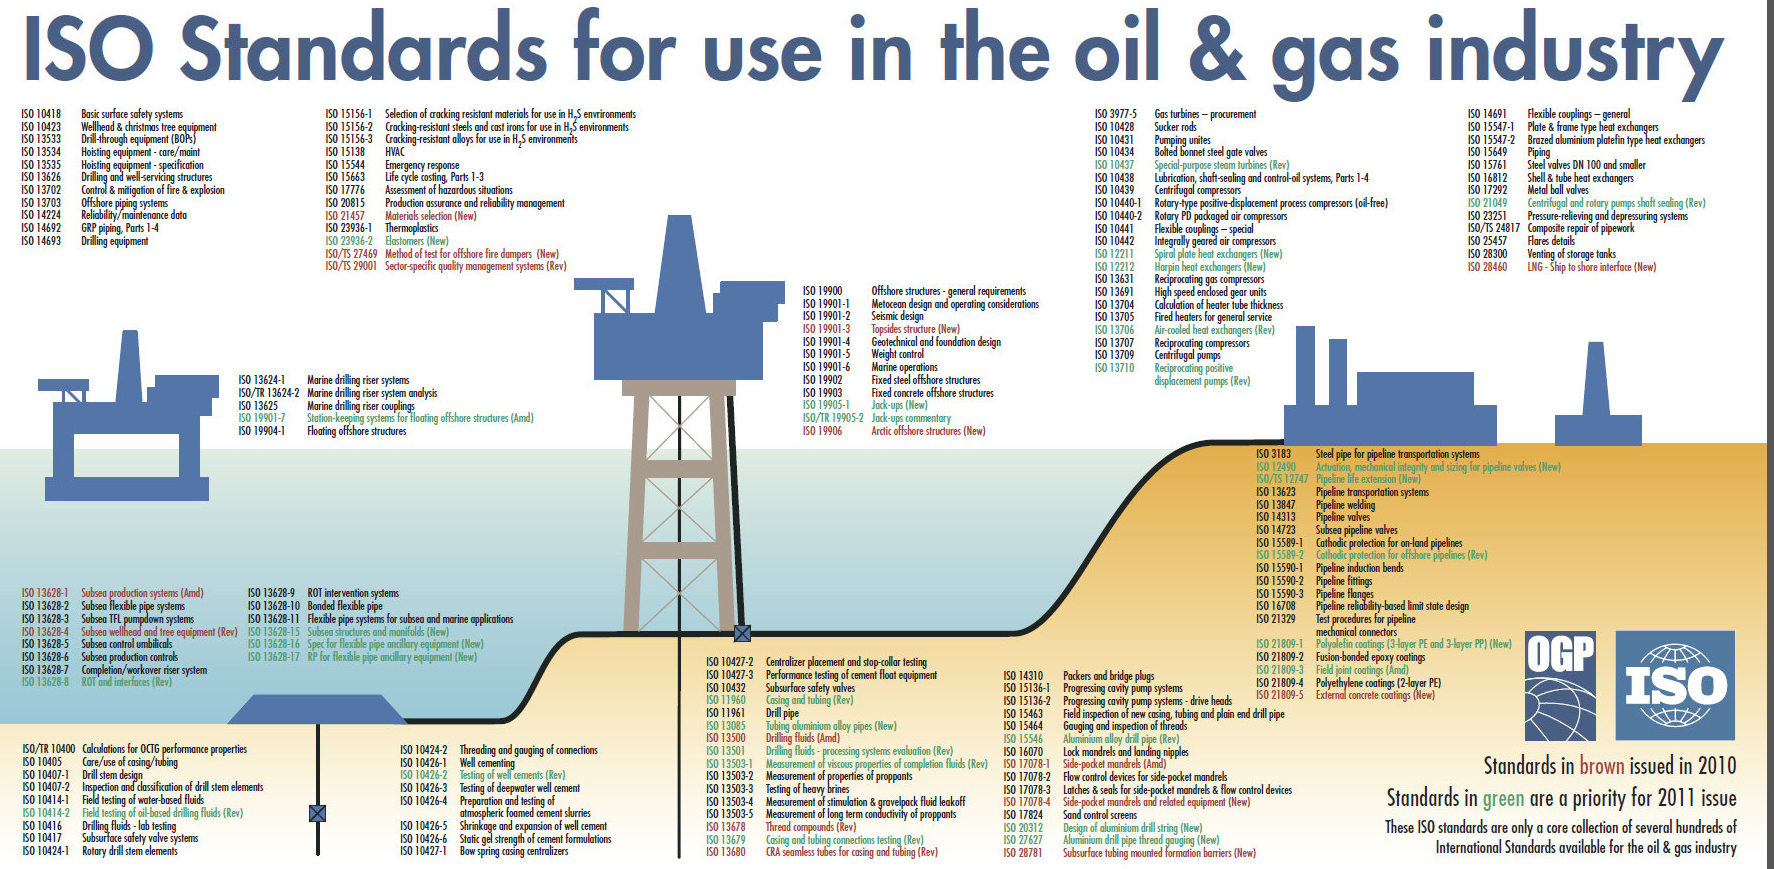 ISO Standards for use in the oil & gas industry
ISO 10418 Basic surface safety systems
ISO 10423 Wellhead & christmas tree equipment
ISO 13533 Drill-through equipment (BOPs)
ISO 13534 Hoisting equipment - care/maint
ISO 13535 Hoisting equipment - specification
ISO 13626 Drilling and well-servicing structures
ISO 13702 Control & mitigation of fire & explosion
ISO 13703 Offshore piping systems
ISO 14224 Reliability/maintenance data
ISO 14692 GRP piping, Parts 1-4
ISO 14693 Drilling equipment
ISO 15156-1 Selection of cracking resistant materials for use in H2S envrironments
ISO 15156-2 Cracking-resistant steels and cast irons for use in H2S environments
ISO 15156-3 Cracking-resistant alloys for use in H2S environments
ISO 15138 HVAC
ISO 15544 Emergency response
ISO 15663 Life cycle costing, Parts 1-3
ISO 17776 Assessment of hazardous situations
ISO 20815 Production assurance and reliability management
ISO 21457 Materials selection (New)
ISO 23936-1 Thermoplastics
ISO 23936-2 Elastomers (New)
ISO/TS 27469 Method of test for offshore fire dampers (New)
ISO/TS 29001 Sector-specific quality management systems (Rev)
ISO 3977-5 Gas turbines – procurement
ISO 10428 Sucker rods
ISO 10431 Pumping unites
ISO 10434 Bolted bonnet steel gate valves
ISO 10437 Special-purpose steam turbines (Rev)
ISO 10438 Lubrication, shaft-sealing and control-oil systems, Parts 1-4
ISO 10439 Centrifugal compressors
ISO 10440-1 Rotary-type positive-displacement process compressors (oil-free)
ISO 10440-2 Rotary PD packaged air compressors
ISO 10441 Flexible couplings – special
ISO 10442 Integrally geared air compressors
ISO 12211 Spiral plate heat exchangers (New)
ISO 12212 Harpin heat exchangers (New)
ISO 13631 Reciprocating gas compressors
ISO 13691 High speed enclosed gear units
ISO 13704 Calculation of heater tube thickness
ISO 13705 Fired heaters for general service
ISO 13706 Air-cooled heat exchangers (Rev)
ISO 13707 Reciprocating compressors
ISO 13709 Centrifugal pumps
ISO 13710 Reciprocating positive
displacement pumps (Rev)
ISO 14691 Flexible couplings – general
ISO 15547-1 Plate & frame type heat exchangers
ISO 15547-2 Brazed aluminium platefin type heat exchangers
ISO 15649 Piping
ISO 15761 Steel valves DN 100 and smaller
ISO 16812 Shell & tube heat exchangers
ISO 17292 Metal ball valves
ISO 21049 Centrifugal and rotary pumps shaft sealing (Rev)
ISO 23251 Pressure-relieving and depressuring systems
ISO/TS 24817 Composite repair of pipework
ISO 25457 Flares details
ISO 28300 Venting of storage tanks
ISO 28460 LNG - Ship to shore interface (New)
ISO 19900 Offshore structures - general requirements
ISO 19901-1 Metocean design and operating considerations
ISO 19901-2 Seismic design
ISO 19901-3 Topsides structure (New)
ISO 19901-4 Geotechnical and foundation design
ISO 19901-5 Weight control
ISO 19901-6 Marine operations
ISO 19902 Fixed steel offshore structures
ISO 19903 Fixed concrete offshore structures
ISO 19905-1 Jack-ups (New)
ISO/TR 19905-2 Jack-ups commentary
ISO 19906 Arctic offshore structures (New)
ISO 13624-1 Marine drilling riser systems
ISO/TR 13624-2 Marine drilling riser system analysis
ISO 13625 Marine drilling riser couplings
ISO 19901-7 Station-keeping systems for floating offshore structures (Amd)
ISO 19904-1 Floating offshore structures
ISO 3183 Steel pipe for pipeline transportation systems
ISO 12490 Actuation, mechanical integrity and sizing for pipeline valves (New)
ISO/TS 12747 Pipeline life extension (New)
ISO 13623 Pipeline transportation systems
ISO 13847 Pipeline welding
ISO 14313 Pipeline valves
ISO 14723 Subsea pipeline valves
ISO 15589-1 Cathodic protection for on-land pipelines
ISO 15589-2 Cathodic protection for offshore pipelines (Rev)
ISO 15590-1 Pipeline induction bends
ISO 15590-2 Pipeline fittings
ISO 15590-3 Pipeline flanges
ISO 16708 Pipeline reliability-based limit state design
ISO 21329 Test procedures for pipeline
mechanical connectors
ISO 21809-1 Polyolefin coatings (3-layer PE and 3-layer PP) (New)
ISO 21809-2 Fusion-bonded epoxy coatings
ISO 21809-3 Field joint coatings (Amd)
ISO 21809-4 Polyethylene coatings (2-layer PE)
ISO 21809-5 External concrete coatings (New)
ISO 13628-1 Subsea production systems (Amd)
ISO 13628-2 Subsea flexible pipe systems
ISO 13628-3 Subsea TFL pumpdown systems
ISO 13628-4 Subsea wellhead and tree equipment (Rev)
ISO 13628-5 Subsea control umbilicals
ISO 13628-6 Subsea production controls
ISO 13628-7 Completion/workover riser system
ISO 13628-8 ROT and interfaces (Rev)
ISO 13628-9 ROT intervention systems
ISO 13628-10 Bonded flexible pipe
ISO 13628-11 Flexible pipe systems for subsea and marine applications
ISO 13628-15 Subsea structures and manifolds (New)
ISO 13628-16 Spec for flexible pipe ancillary equipment (New)
ISO 13628-17 RP for flexible pipe ancillary equipment (New)
ISO/TR 10400 Calculations for OCTG performance properties
ISO 10405 Care/use of casing/tubing
ISO 10407-1 Drill stem design
ISO 10407-2 Inspection and classification of drill stem elements
ISO 10414-1 Field testing of water-based fluids
ISO 10414-2 Field testing of oil-based drilling fluids (Rev)
ISO 10416 Drilling fluids - lab testing
ISO 10417 Subsurface safety valve systems
ISO 10424-1 Rotary drill stem elements
ISO 10424-2 Threading and gauging of connections
ISO 10426-1 Well cementing
ISO 10426-2 Testing of well cements (Rev)
ISO 10426-3 Testing of deepwater well cement
ISO 10426-4 Preparation and testing of
atmospheric foamed cement slurries
ISO 10426-5 Shrinkage and expansion of well cement
ISO 10426-6 Static gel strength of cement formulations
ISO 10427-1 Bow spring casing centralizers
ISO 10427-2 Centralizer placement and stop-collar testing
ISO 10427-3 Performance testing of cement float equipment
ISO 10432 Subsurface safety valves
ISO 11960 Casing and tubing (Rev)
ISO 11961 Drill pipe
ISO 13085 Tubing aluminium alloy pipes (New)
ISO 13500 Drilling fluids (Amd)
ISO 13501 Drilling fluids - processing systems evaluation (Rev)
ISO 13503-1 Measurement of viscous properties of completion fluids (Rev)
ISO 13503-2 Measurement of properties of proppants
ISO 13503-3 Testing of heavy brines
ISO 13503-4 Measurement of stimulation & gravelpack fluid leakoff
ISO 13503-5 Measurement of long term conductivity of proppants
ISO 13678 Thread compounds (Rev)
ISO 13679 Casing and tubing connections testing (Rev)
ISO 13680 CRA seamless tubes for casing and tubing (Rev)
ISO 14310 Packers and bridge plugs
ISO 15136-1 Progressing cavity pump systems
ISO 15136-2 Progressing cavity pump systems - drive heads
ISO 15463 Field inspection of new casing, tubing and plain end drill pipe
ISO 15464 Gauging and inspection of threads
ISO 15546 Aluminium alloy drill pipe (Rev)
ISO 16070 Lock mandrels and landing nipples
ISO 17078-1 Side-pocket mandrels (Amd)
ISO 17078-2 Flow control devices for side-pocket mandrels
ISO 17078-3 Latches & seals for side-pocket mandrels & flow control devices
ISO 17078-4 Side-pocket mandrels and related equipment (New)
ISO 17824 Sand control screens
ISO 20312 Design of aluminium drill string (New)
ISO 27627 Aluminium drill pipe thread gauging (New)
ISO 28781 Subsurface tubing mounted formation barriers (New)
OGP
ISO
Standards in brown issued in 2010
Standards in green are a priority for 2011 issue
These ISO standards are only a core collection of several hundreds of
International Standards available for the oil & gas industry